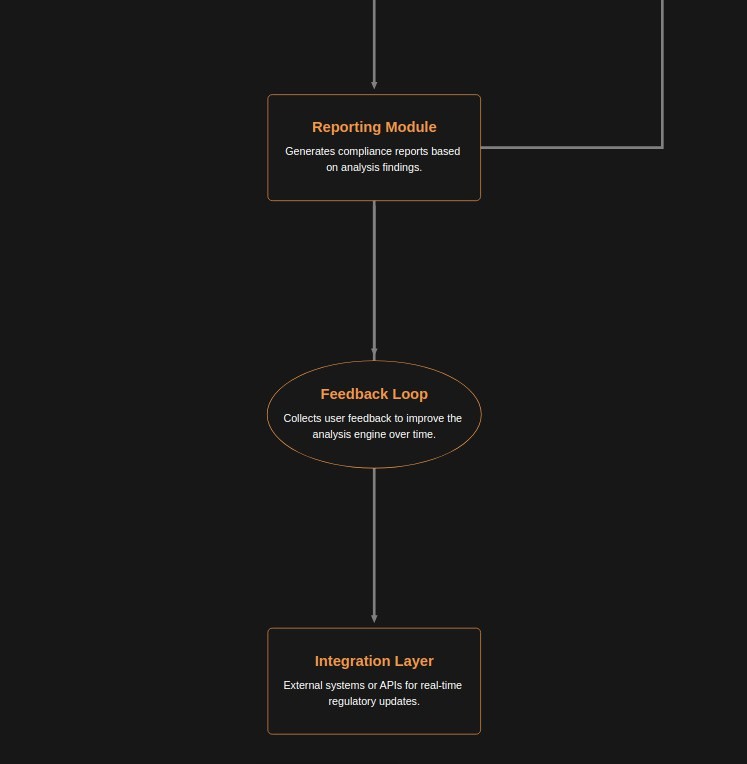 Reporting Module
Generates compliance reports based
on analysis findings.
Feedback Loop
Collects user feedback to improve the
analysis engine over time.
Integration Layer
External systems or APIs for real-time
regulatory updates.